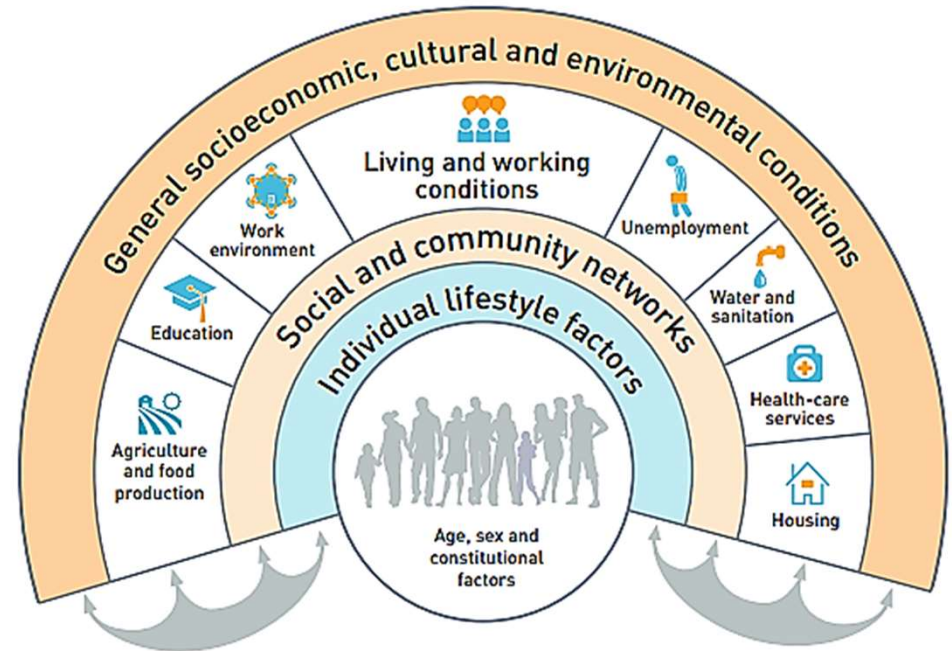 General socioeconomic, cultural and environmental conditions
Living and working
conditions
Work
environment
Unemployment
Education
Water and
sanitation
Agriculture
and food
production
Health-care
services
Housing
Social and community networks
Individual lifestyle factors
Age, sex and
constitutional
factors